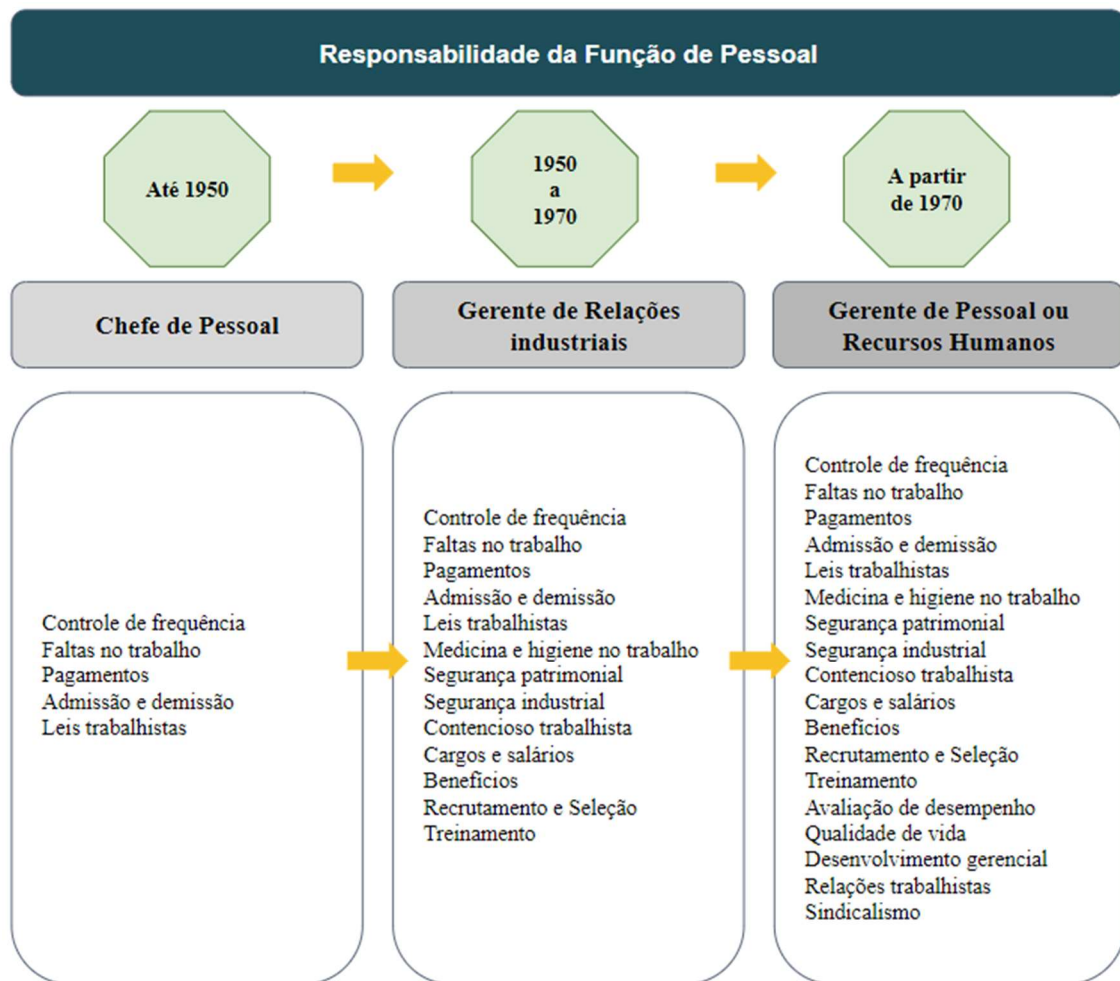 Responsabilidade da Função de Pessoal
Até 1950
1950
a
1970
A partir
de 1970
Chefe de Pessoal
Gerente de Relações
industriais
Gerente de Pessoal ou
Recursos Humanos
Controle de frequência
Faltas no trabalho
Pagamentos
Admissão e demissão
Leis trabalhistas
Controle de frequência
Faltas no trabalho
Pagamentos
Admissão e demissão
Leis trabalhistas
Medicina e higiene no trabalho
Segurança patrimonial
Segurança industrial
Contencioso trabalhista
Cargos e salários
Benefícios
Recrutamento e Seleção
Treinamento
Controle de frequência
Faltas no trabalho
Pagamentos
Admissão e demissão
Leis trabalhistas
Medicina e higiene no trabalho
Segurança patrimonial
Segurança industrial
Contencioso trabalhista
Cargos e salários
Benefícios
Recrutamento e Seleção
Treinamento
Avaliação de desempenho
Qualidade de vida
Desenvolvimento gerencial
Relações trabalhistas
Sindicalismo